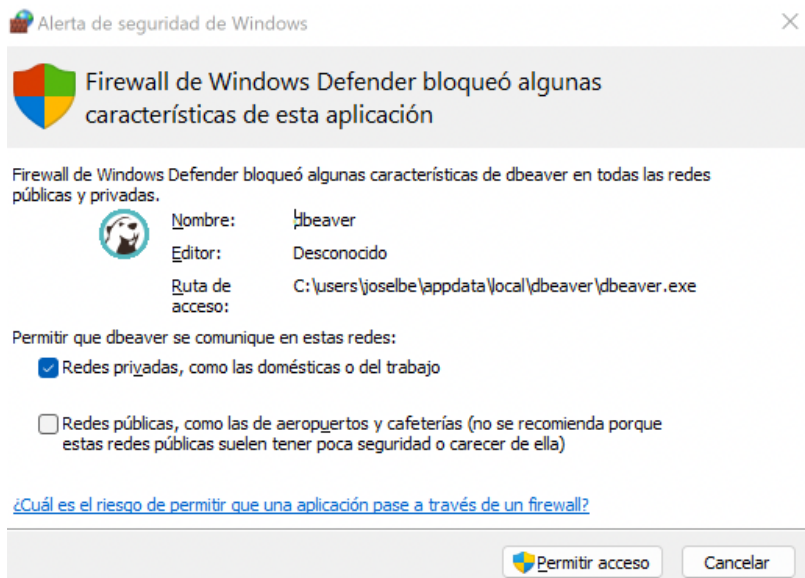 Alerta de seguridad de Windows
Firewall de Windows Defender bloqueó algunas
características de esta aplicación
Firewall de Windows Defender bloqueó algunas características de dbeaver en todas las redes
públicas y privadas.
Nombre: dbeaver
Editor: Desconocido
Ruta de C:\users\joselbe\appdata\local\dbeaver\dbeaver.exe
acceso:
Permitir que dbeaver se comunique en estas redes:
Redes privadas, como las domésticas o del trabajo
Redes públicas, como las de aeropuertos y cafeterías (no se recomienda porque
estas redes públicas suelen tener poca seguridad o carecer de ella)
¿Cuál es el riesgo de permitir que una aplicación pase a través de un firewall?
Permitir acceso Cancelar